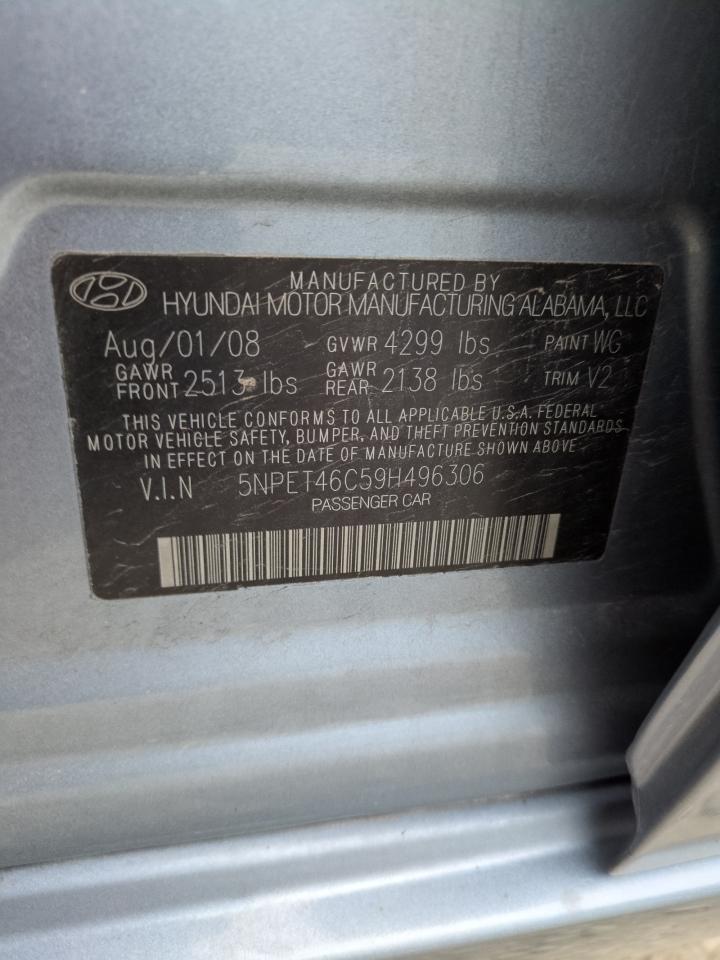 MANUFACTURED BY
HYUNDAI MOTOR MANUFACTURING ALABAMA, LLC
Aug/01/08 GVWR 4299 lbs PAINT WG
GAWR FRONT 2513 lbs GAWR REAR 2138 lbs TRIM V2
THIS VEHICLE CONFORMS TO ALL APPLICABLE U.S.A. FEDERAL
MOTOR VEHICLE SAFETY, BUMPER, AND THEFT PREVENTION STANDARDS
IN EFFECT ON THE DATE OF MANUFACTURE SHOWN ABOVE
V.I.N 5NPET46C59H496306
PASSENGER CAR